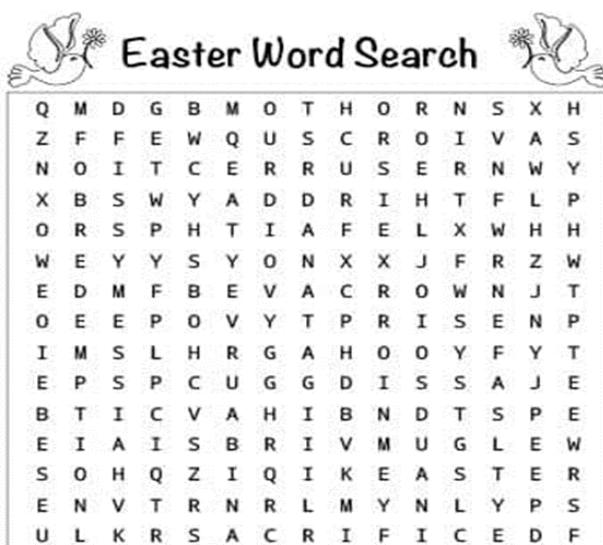 Easter Word Search
Q M D G B M O T H O R N S X H
Z F F E W Q U S C R O I V A S
N O I T C E R R U S E R N W Y
X B S W Y A D D R I H T F L P
O R S P H T I A F E L X W H H
W E Y Y S Y O N X X J F R Z W
E D M F B E V A C R O W N J T
O E E P O V Y T P R I S E N P
I M S L H R G A H O O Y F Y T
E P S P C U G G D I S S A J E
B T I C V A H I B N D T S P E
E I A I S B R I V M U G L E W
S O H Q Z I Q I K E A S T E R
E N V T R N R L M Y N L Y P S
U L K R S A C R I F I C E D F